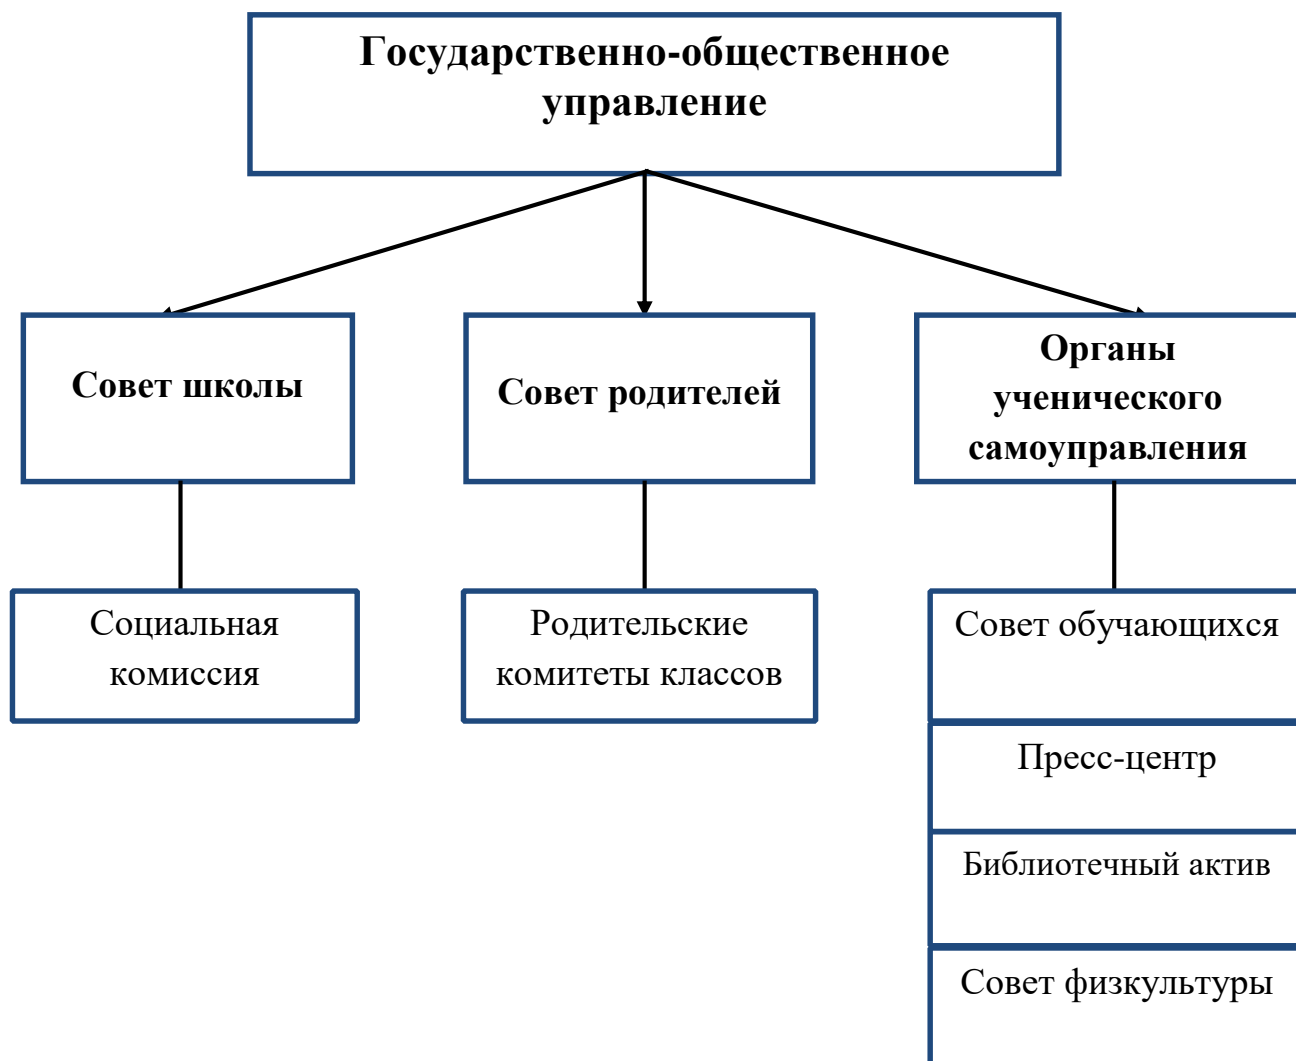 Государственно-общественное
управление
Совет школы
Совет родителей
Органы
ученического
самоуправления
Социальная
комиссия
Родительские
комитеты классов
Совет обучающихся
Пресс-центр
Библиотечный актив
Совет физкультуры